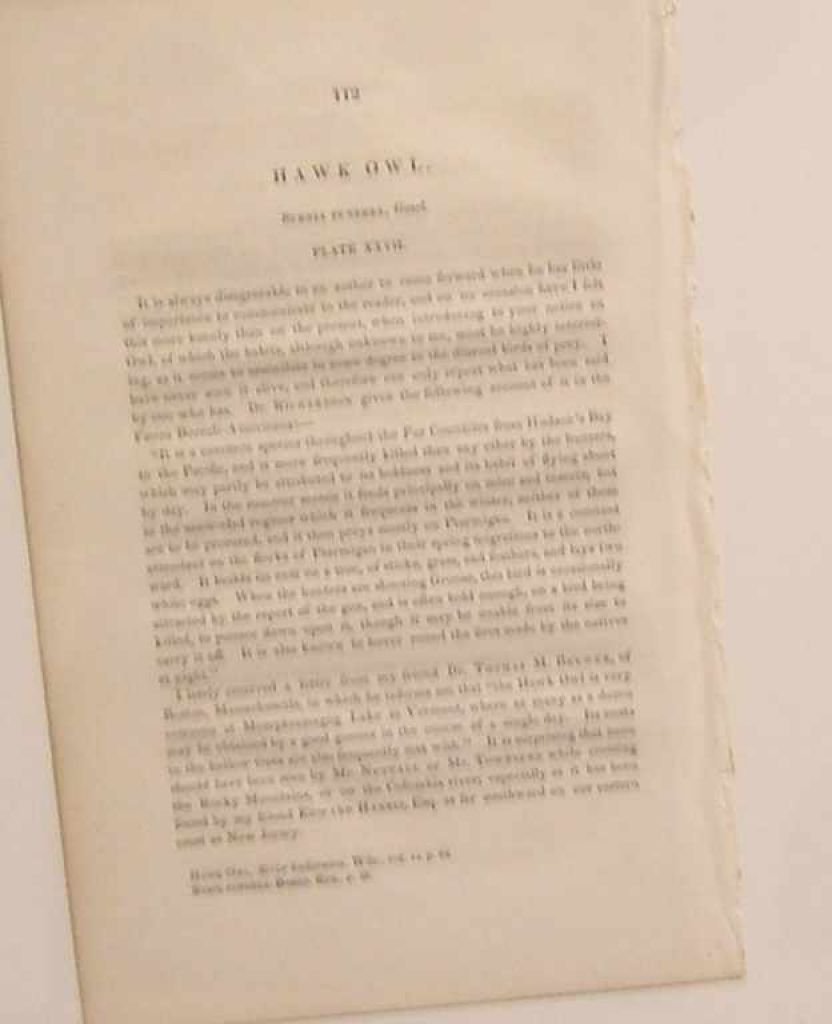 112
HAWK OWL.
SURNIA FUNEREA, Gmel.
PLATE XXVII.
It is always disagreeable to an author to come forward when he has little
of importance to communicate to the reader, and on no occasion have I felt
this more keenly than on the present, when introducing to your notice an
Owl, of which the habits, although unknown to me, must be highly interest-
ing, as it seems to assimilate in some degree to the diurnal birds of prey. I
have never seen it alive, and therefore can only repeat what has been said
by one who has. Dr. RICHARDSON gives the following account of it in the
Fauna Boreali-Americana:—
"It is a common species throughout the Fur Countries from Hudson's Bay
to the Pacific, and is more frequently killed than any other by the hunters,
which may partly be attributed to its boldness and its habit of flying about
by day. In the summer season it feeds principally on mice and insects; but
in the snow-clad regions which it frequents in the winter, neither of these
are to be procured, and it then preys mostly on Ptarmigan. It is a constant
attendant on the flocks of Ptarmigan in their spring migrations to the north-
ward. It builds its nest on a tree, of sticks, grass, and feathers, and lays two
white eggs. When the hunters are shooting Grouse, this bird is occasionally
attracted by the report of the gun, and is often bold enough, on a bird being
killed, to pounce down upon it, though it may be unable from its size to
carry it off. It is also known to hover round the fires made by the natives
at night."
I lately received a letter from my friend Dr. THOMAS M. BREWER, of
Boston, Massachusetts, in which he informs me that "the Hawk Owl is very
common at Memphramagog Lake in Vermont, where as many as a dozen
may be obtained by a good gunner in the course of a single day. Its nests
in the hollow trees are also frequently met with." It is surprising that none
should have been seen by Mr. NUTTALL or Mr. TOWNSEND while crossing
the Rocky Mountains, or on the Columbia river; especially as it has been
found by my friend EDWARD HARRIS, Esq. as far southward on our eastern
coast as New Jersey.
HAWK OWL, Wils. vol. p. 64